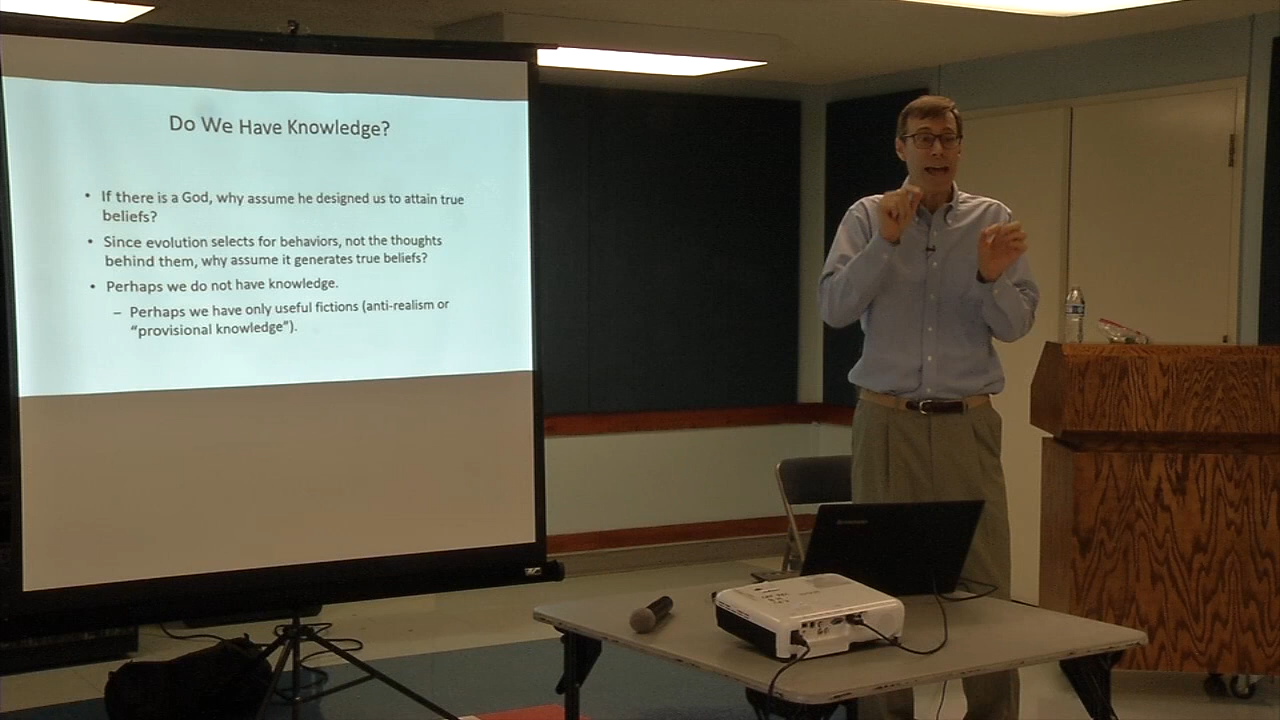 Do We Have Knowledge?
• If there is a God, why assume he designed us to attain true
beliefs?
• Since evolution selects for behaviors, not the thoughts
behind them, why assume it generates true beliefs?
• Perhaps we do not have knowledge.
– Perhaps we have only useful fictions (anti-realism or
“provisional knowledge”).